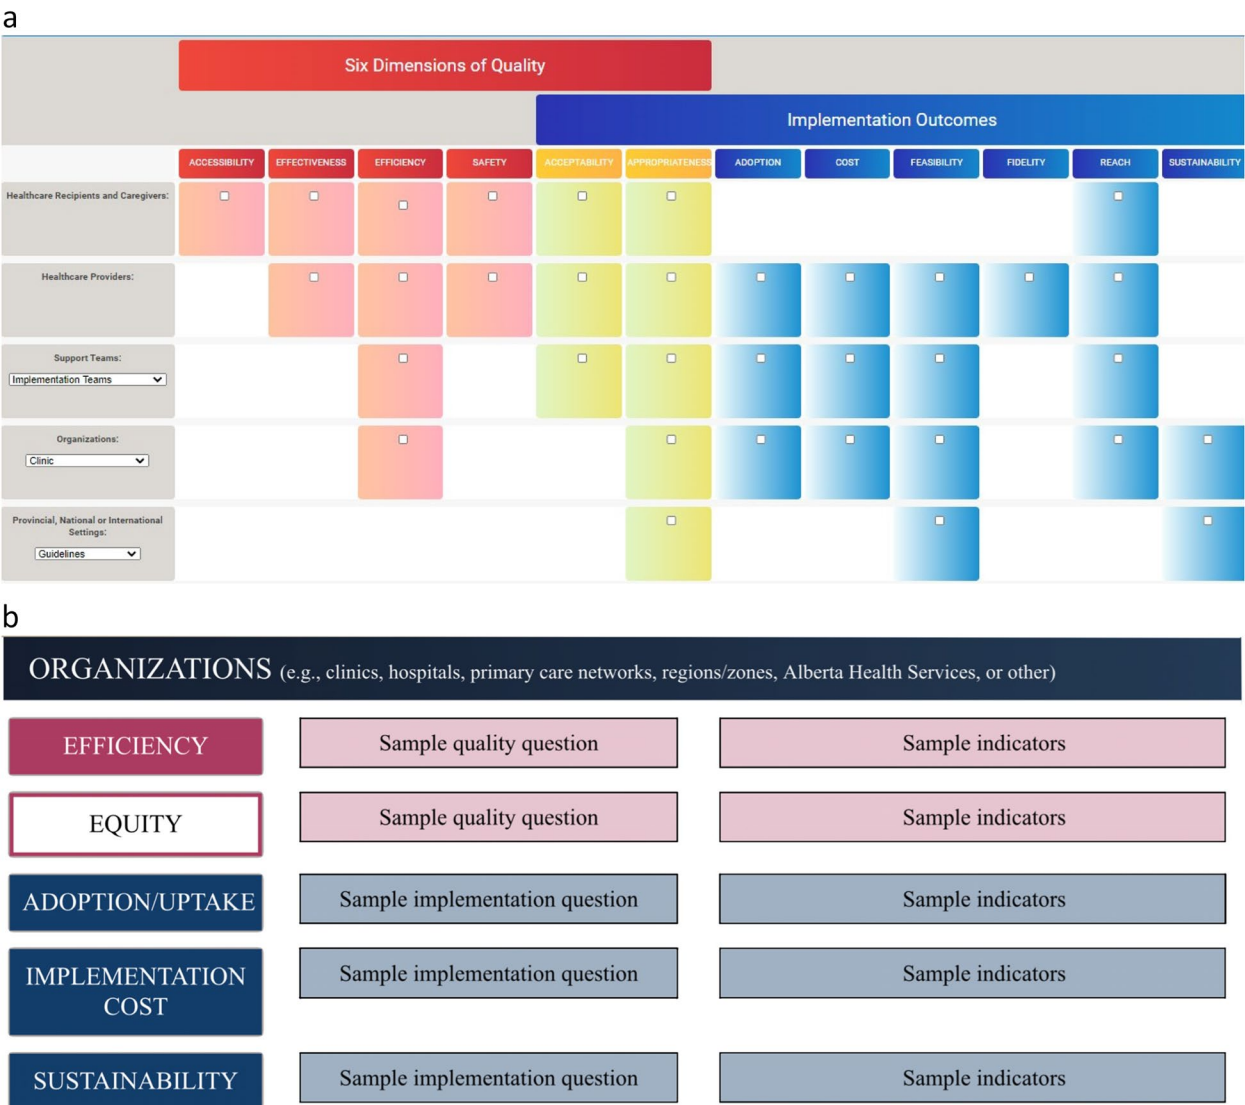 a
Six Dimensions of Quality
Implementation Outcomes
ACCESSIBILITY EFFECTIVENESS EFFICIENCY SAFETY ACCEPTABILITY APPROPRIATENESS ADOPTION COST FEASIBILITY FIDELITY REACH SUSTAINABILITY
Healthcare Recipients and Caregivers:
Healthcare Providers:
Support Teams:
Implementation Teams
Organizations:
Clinic
Provincial, National or International
Settings:
Guidelines
b
ORGANIZATIONS (e.g., clinics, hospitals, primary care networks, regions/zones, Alberta Health Services, or other)
EFFICIENCY Sample quality question Sample indicators
EQUITY Sample quality question Sample indicators
ADOPTION/UPTAKE Sample implementation question Sample indicators
IMPLEMENTATION
COST Sample implementation question Sample indicators
SUSTAINABILITY Sample implementation question Sample indicators